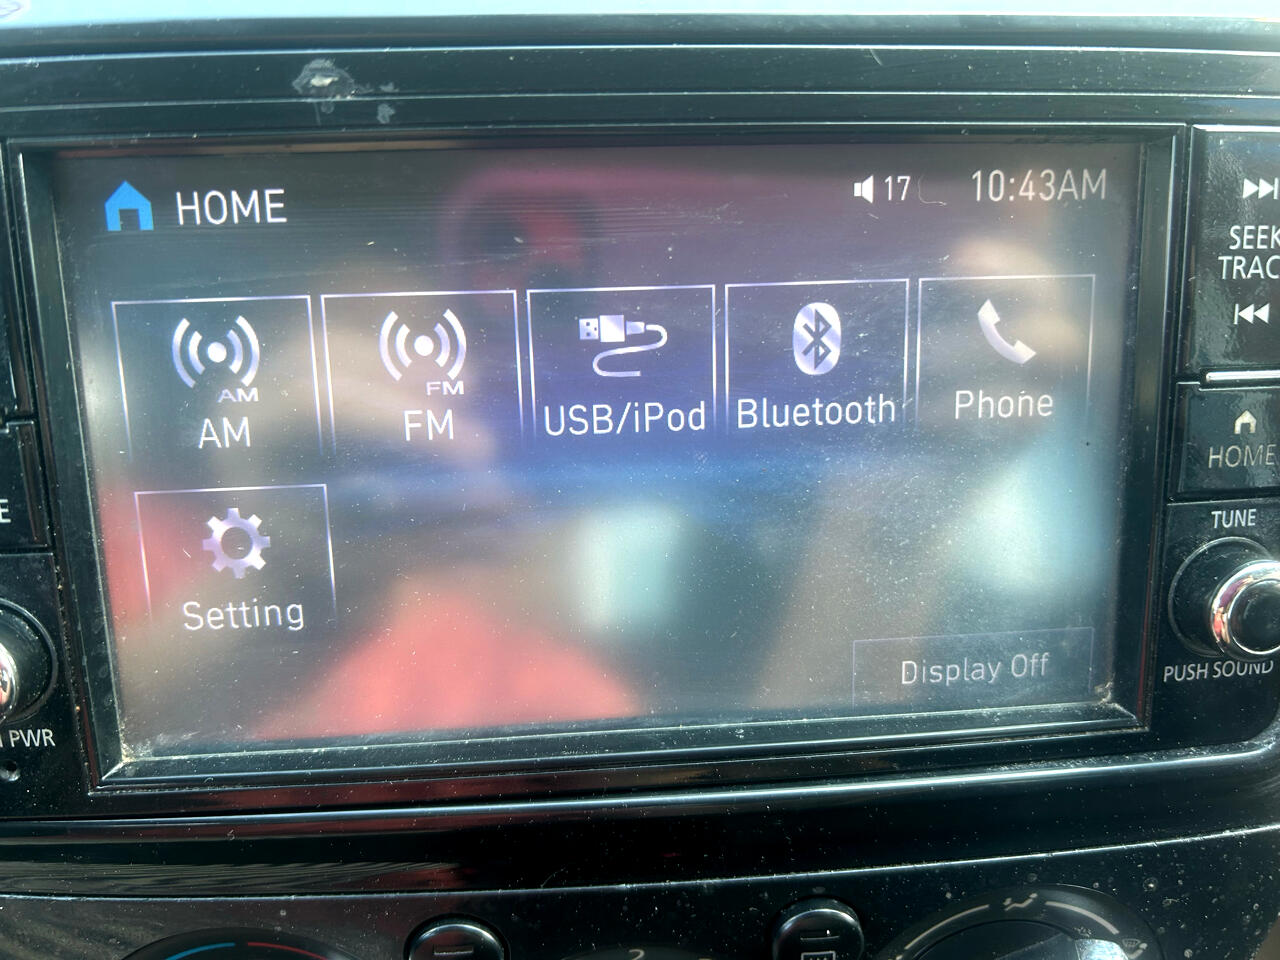 HOME
17
10:43AM
AM
AM
FM
FM
USB/iPod
Bluetooth
Phone
Setting
Display Off
SEEK
TRAC
HOME
TUNE
PUSH SOUND
E
PWR
2